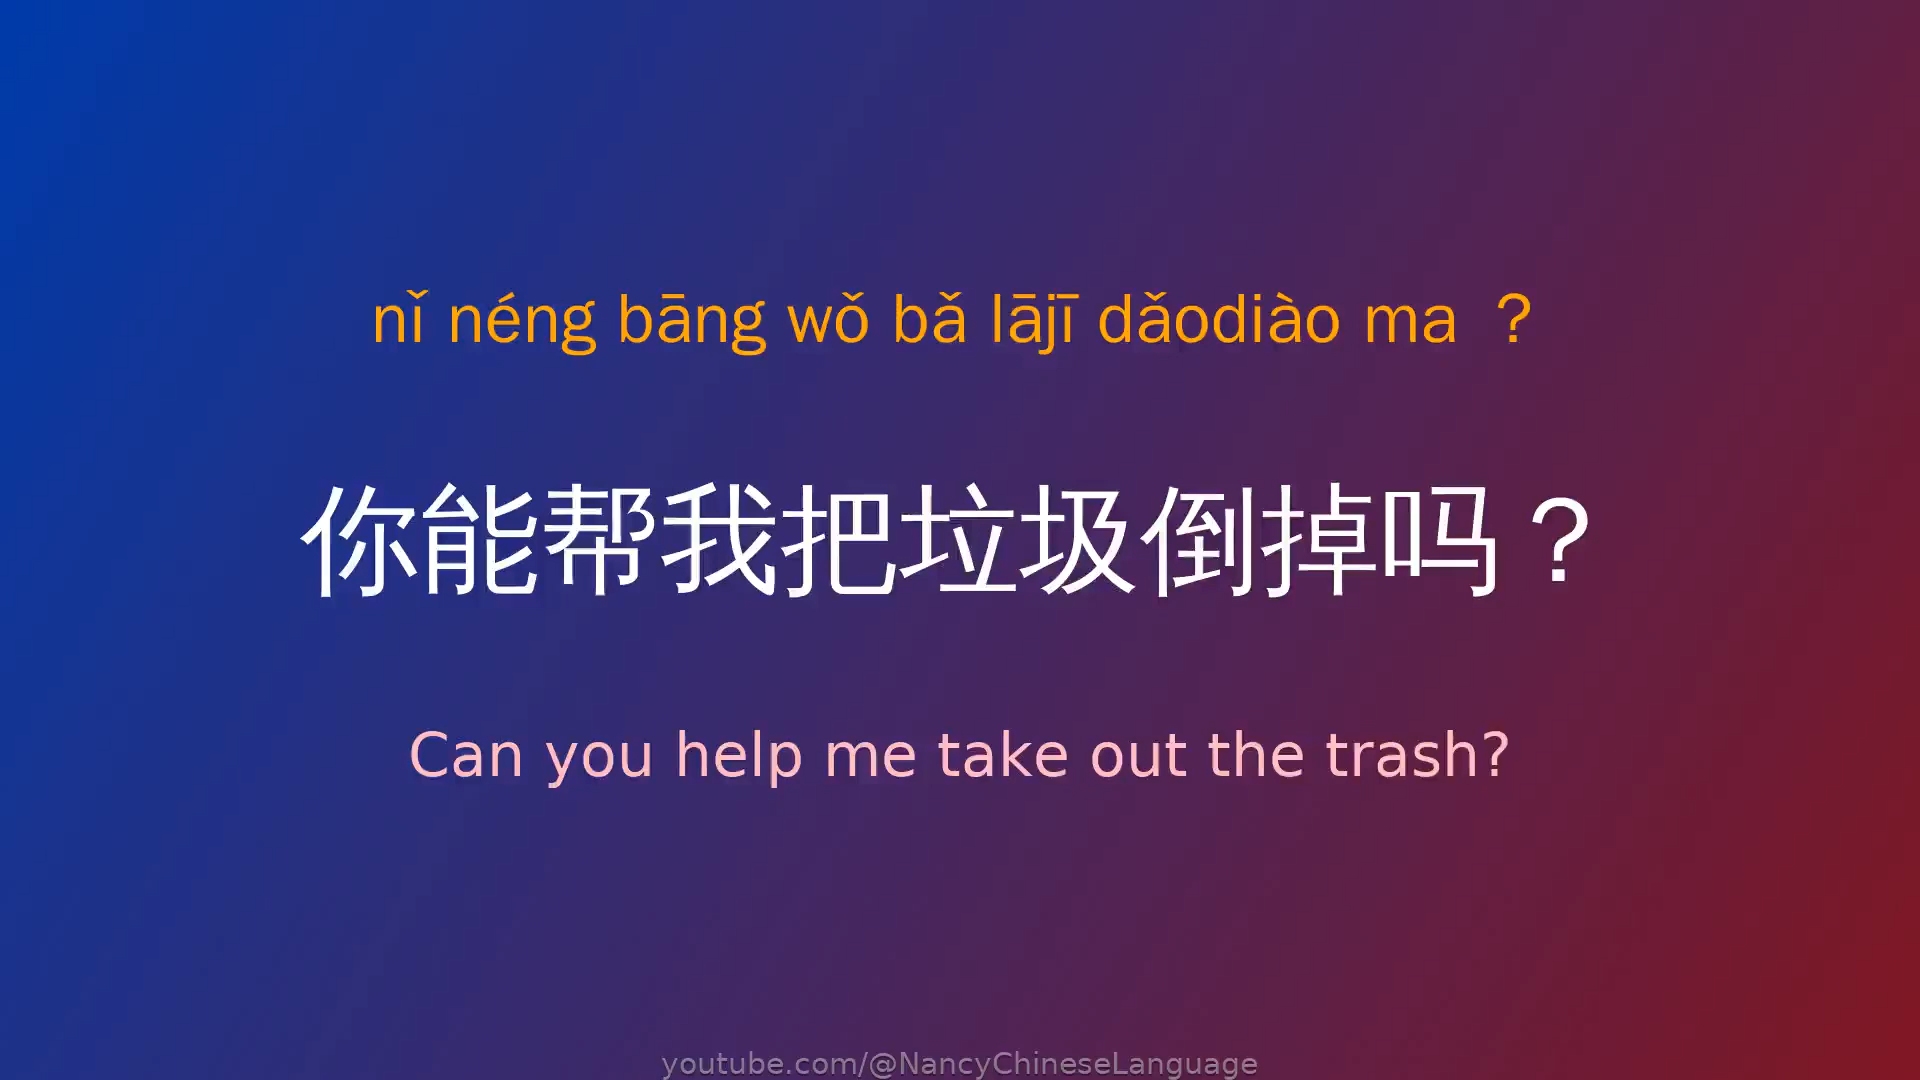 nǐ néng bāng wǒ bǎ lājī dǎodiào ma ？
你能帮我把垃圾倒掉吗？
Can you help me take out the trash?
youtube.com/@NancyChineseLanguage